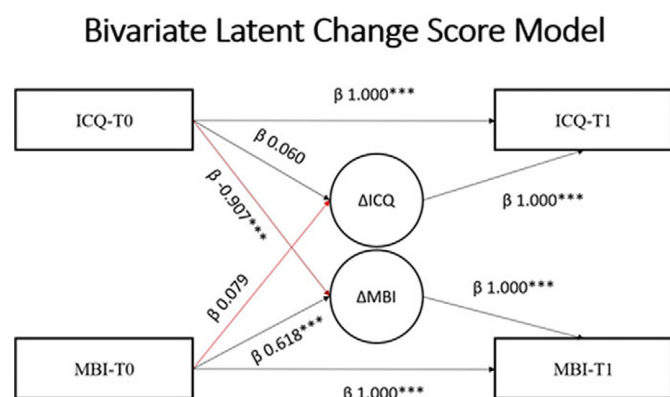 Bivariate Latent Change Score Model
β 1.000***
ICQ-T0
ICQ-T1
β 0.060
β -0.907***
ΔICQ
β 1.000***
β 0.079
ΔMBI
β 1.000***
β 0.618***
MBI-T0
MBI-T1
β 1.000***